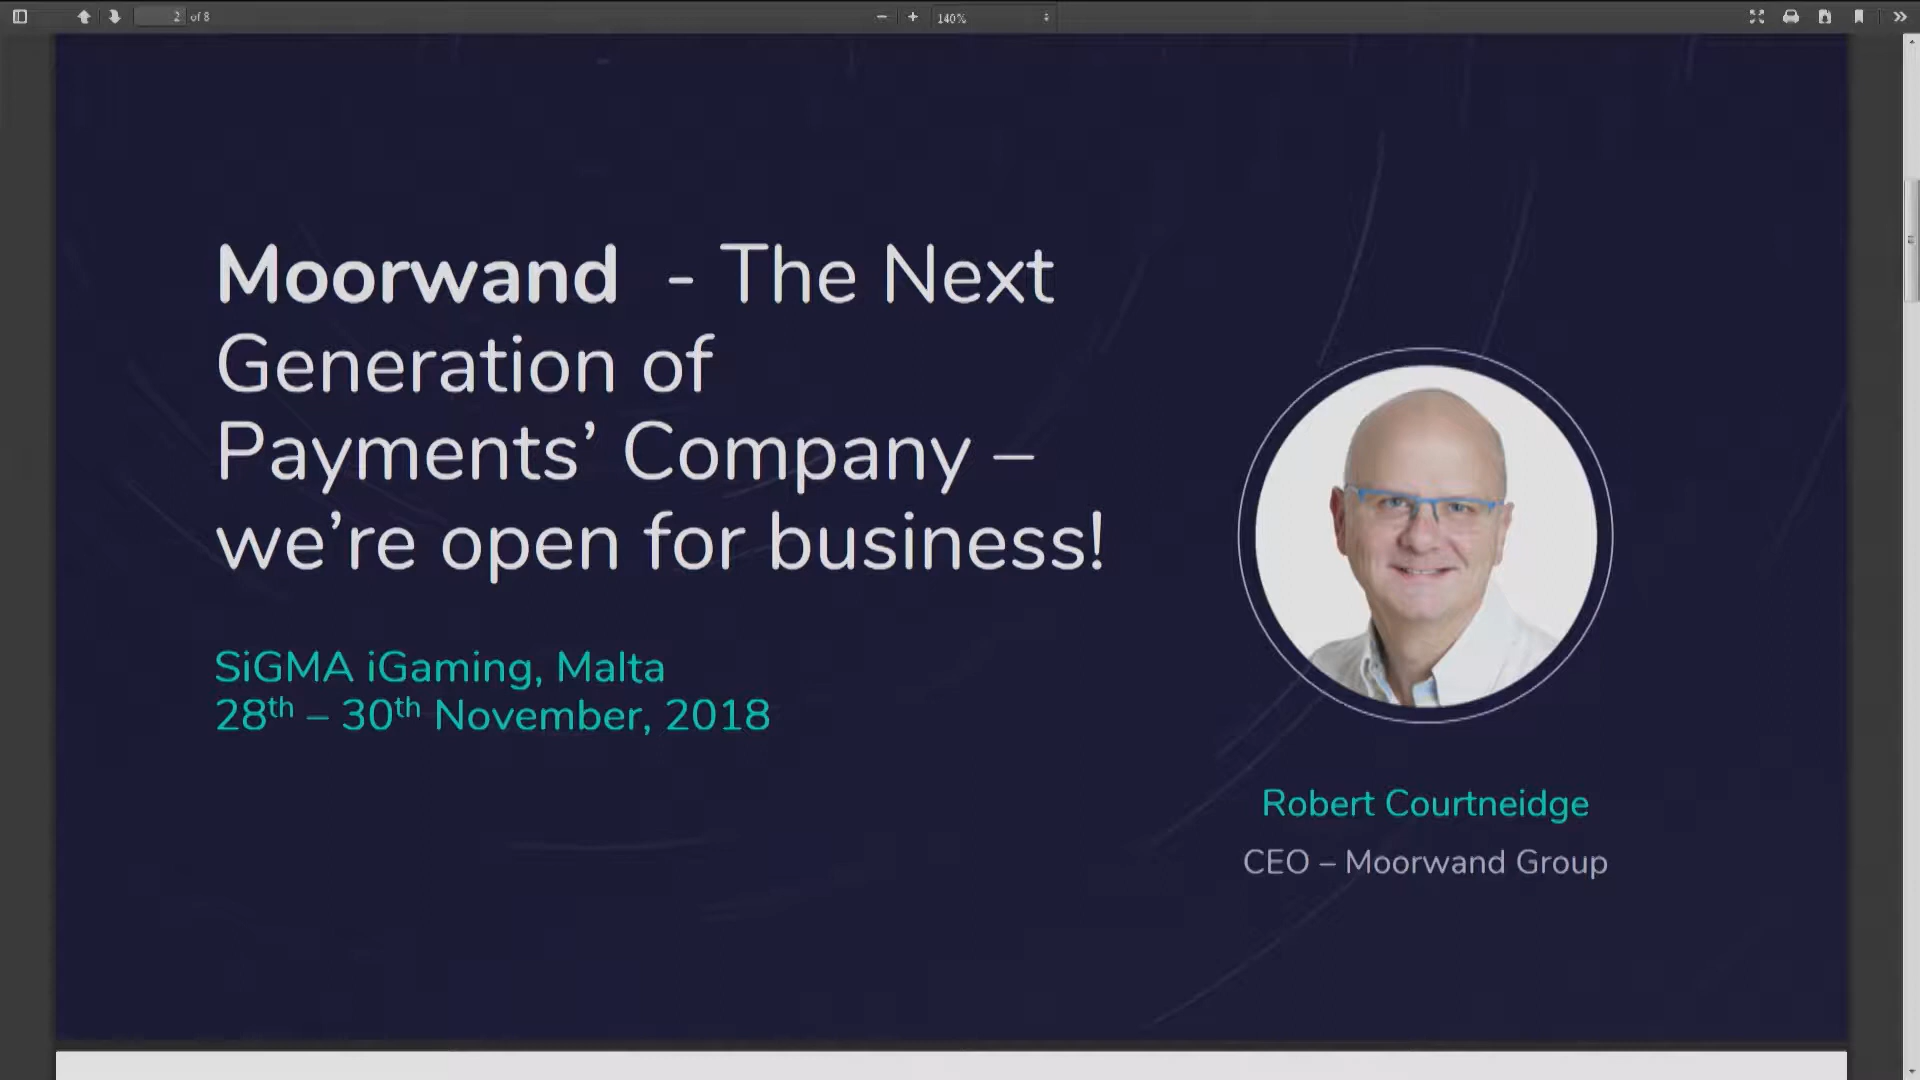 2 of 8
140%
Moorwand - The Next
Generation of
Payments’ Company –
we’re open for business!
SiGMA iGaming, Malta
28th – 30th November, 2018
Robert Courtneidge
CEO – Moorwand Group